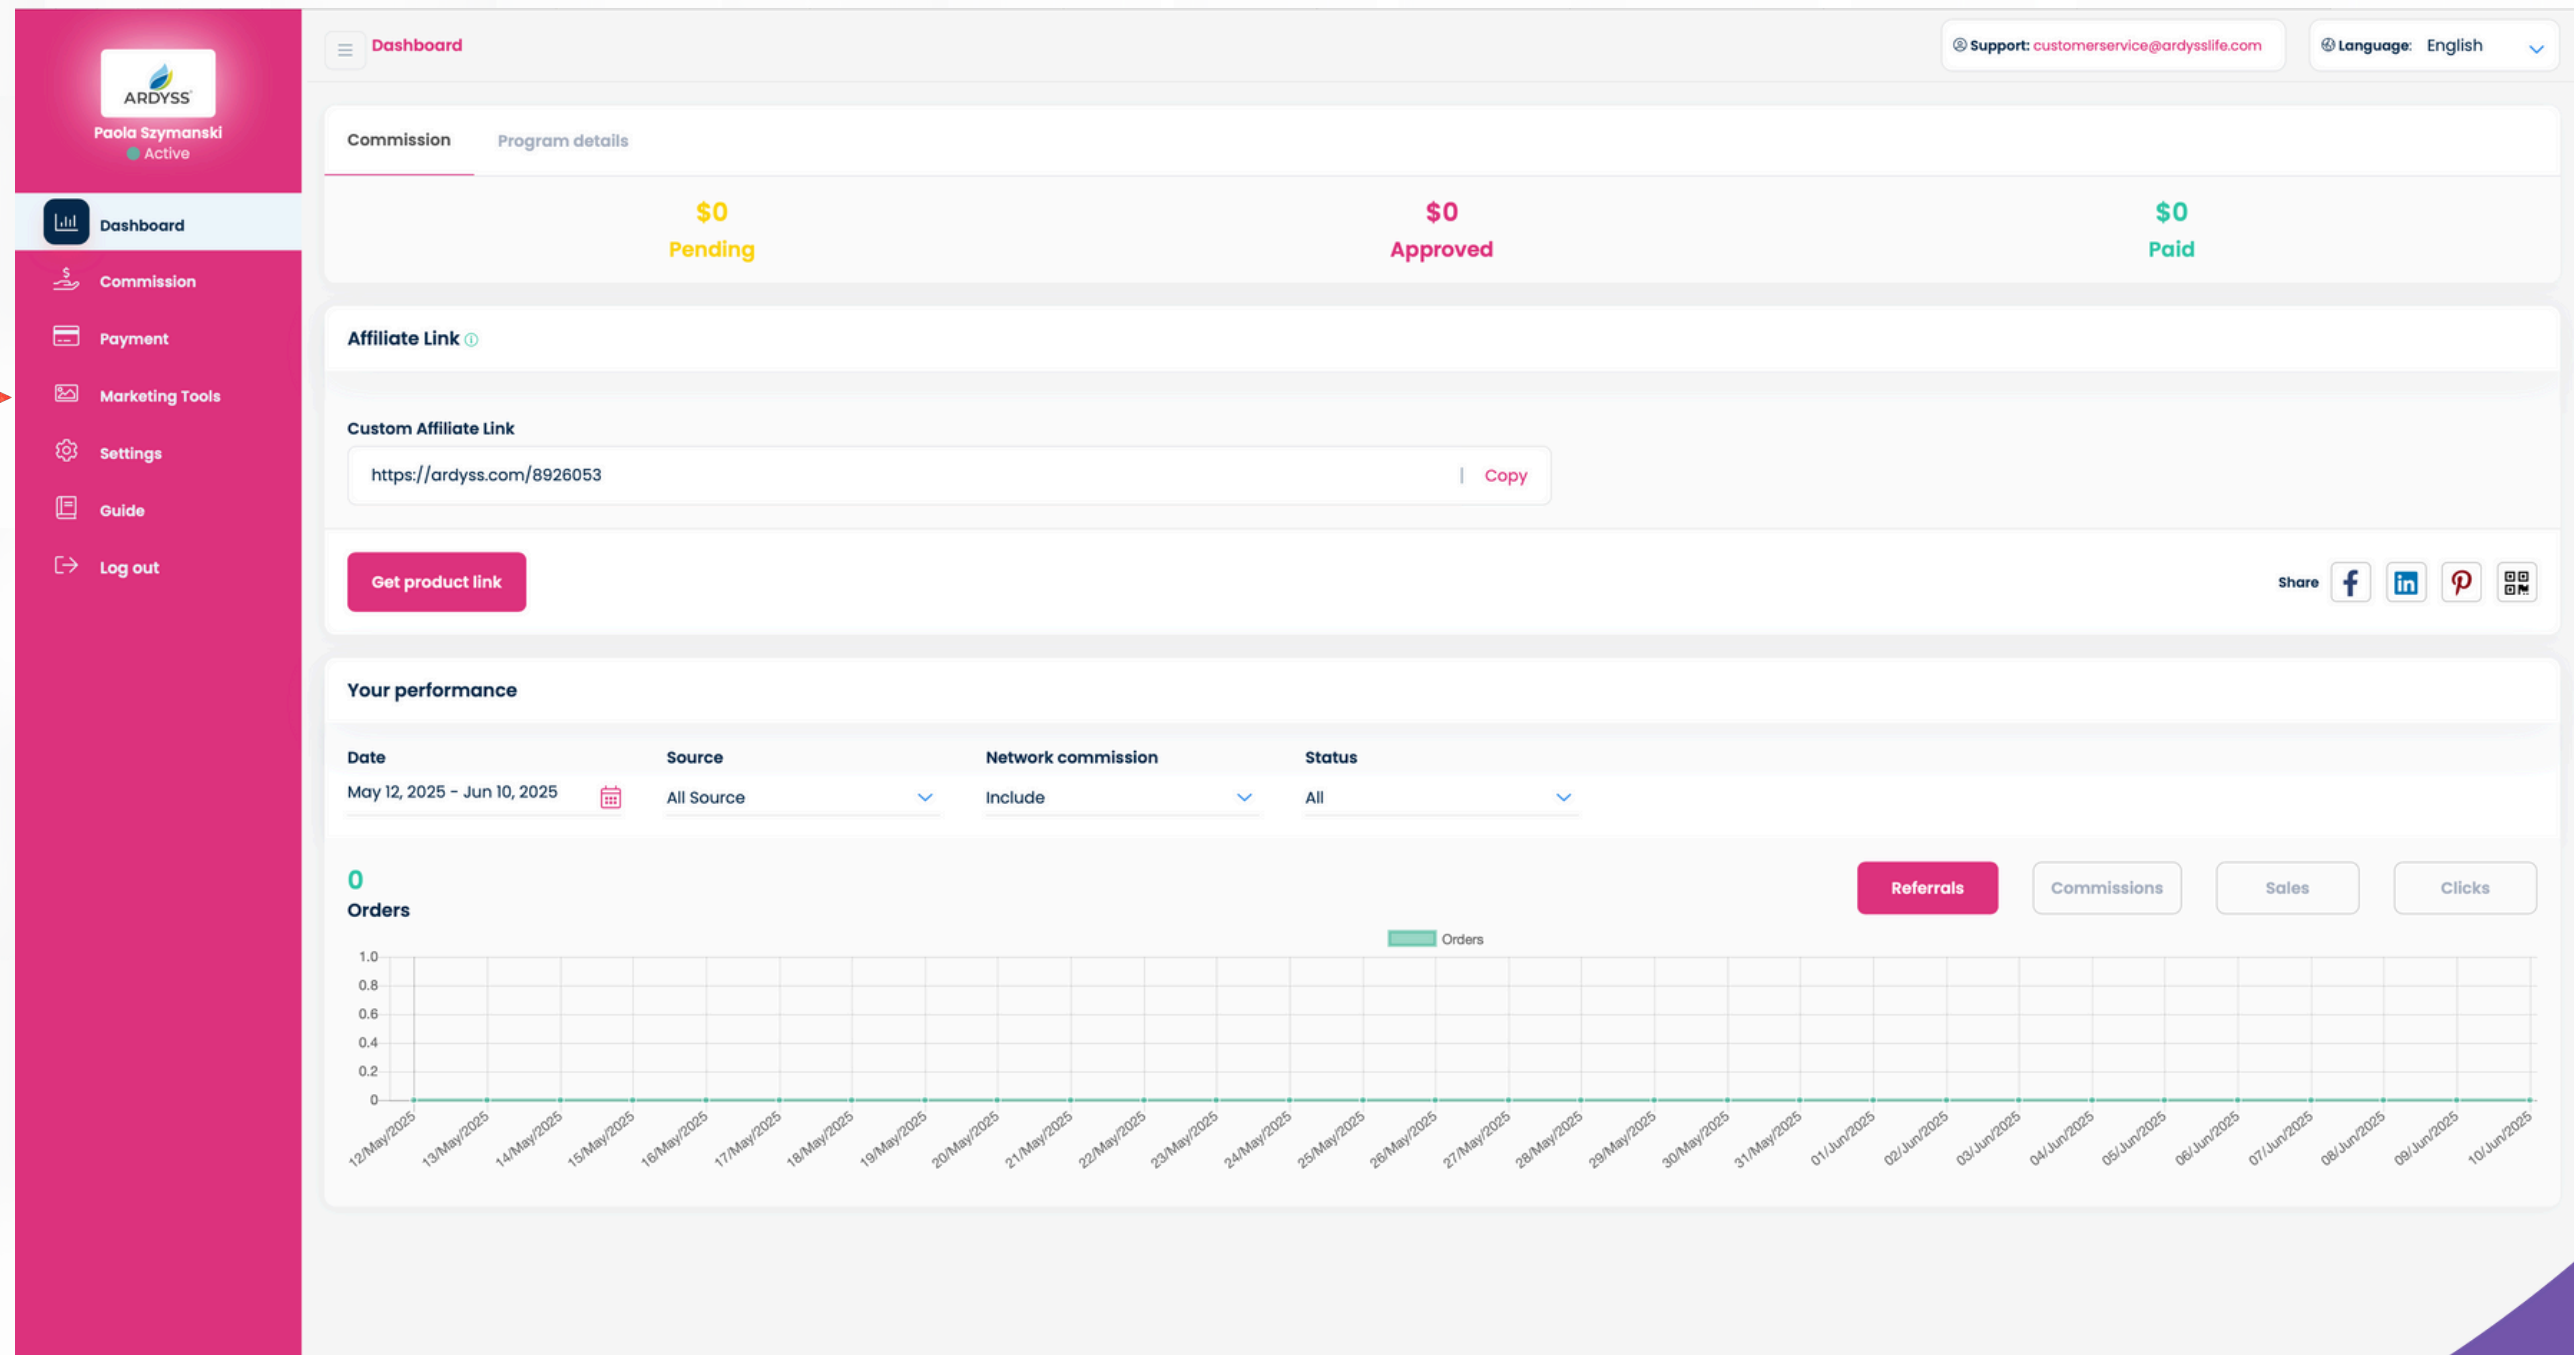 Dashboard
Support: customerservice@ardysslife.com
Language: English
ARDYSS
Paola Szymanski
Active
Dashboard
Commission
Payment
Marketing Tools
Settings
Guide
Log out
Commission Program details
$0 $0 $0
Pending Approved Paid
Affiliate Link
Custom Affiliate Link
https://ardyss.com/8926053 | Copy
Get product link
Share
Your performance
Date Source Network commission Status
May 12, 2025 - Jun 10, 2025 All Source Include All
0
Orders
Referrals Commissions Sales Clicks
Orders
1.0
0.8
0.6
0.4
0.2
0
12/May/2025 13/May/2025 14/May/2025 15/May/2025 16/May/2025 17/May/2025 18/May/2025 19/May/2025 20/May/2025 21/May/2025 22/May/2025 23/May/2025 24/May/2025 25/May/2025 26/May/2025 27/May/2025 28/May/2025 29/May/2025 30/May/2025 31/May/2025 01/Jun/2025 02/Jun/2025 03/Jun/2025 04/Jun/2025 05/Jun/2025 06/Jun/2025 07/Jun/2025 08/Jun/2025 09/Jun/2025 10/Jun/2025